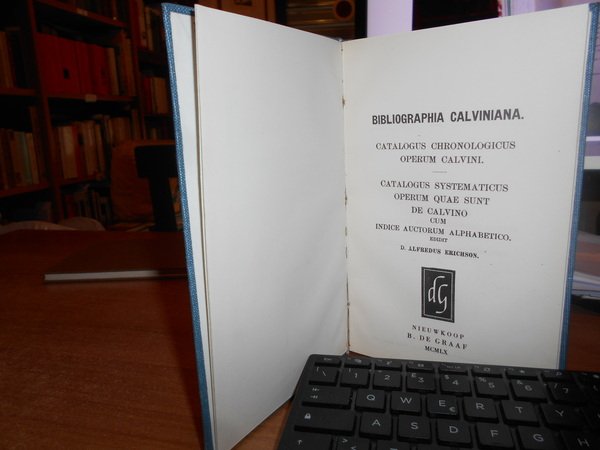 BIBLIOGRAPHIA CALVINIANA.
CATALOGUS CHRONOLOGICUS
OPERUM CALVINI.
CATALOGUS SYSTEMATICUS
OPERUM QUAE SUNT
DE CALVINO
CUM
INDICE AUCTORUM ALPHABETICO.
EDIDIT
D. ALFREDUS ERICHSON.
dG
NIEUWKOOP
B. DE GRAAF
MCMLX
Q W E R T Y
A S D F G H